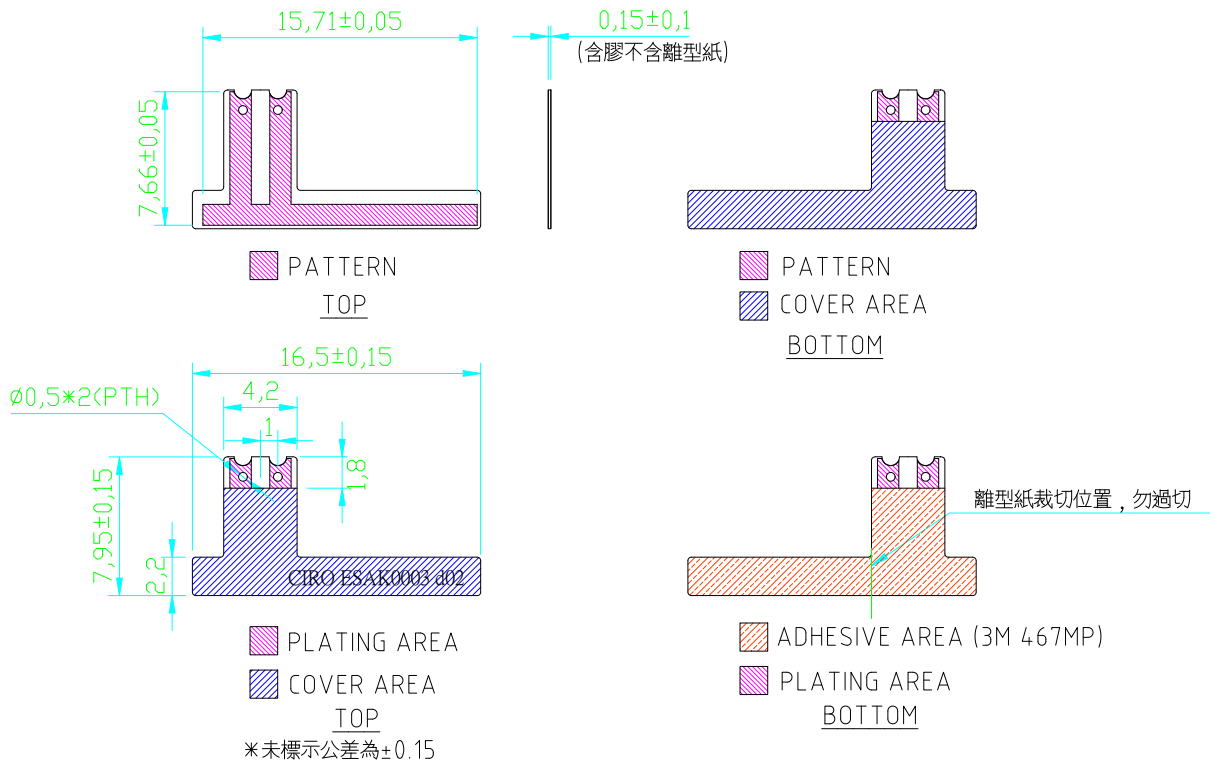 15,71±0,05
0,15±0,1
(含膠不含離型紙)
7,66±0,05
PATTERN
TOP
PATTERN
COVER AREA
BOTTOM
16,5±0,15
Ø0,5*2(PTH)
4,2
1
1,8
7,95±0,15
2,2
CIRO ESAK0003 d02
離型紙裁切位置，勿過切
PLATING AREA
COVER AREA
TOP
*未標示公差為±0.15
ADHESIVE AREA (3M 467MP)
PLATING AREA
BOTTOM